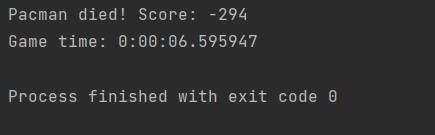 Pacman died! Score: -294
Game time: 0:00:06.595947
Process finished with exit code 0